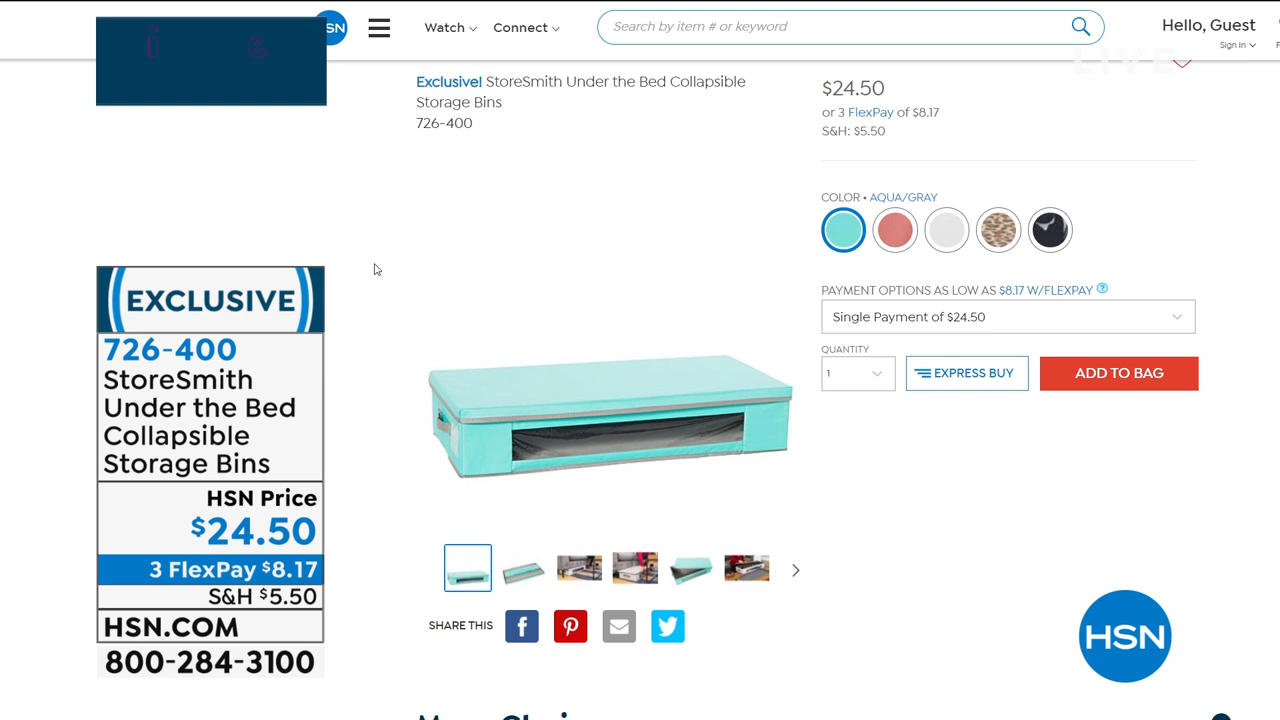 SN
Watch
Connect
Search by item # or keyword
Hello, Guest
Sign In
LIVE
Exclusive! StoreSmith Under the Bed Collapsible
Storage Bins
726-400
$24.50
or 3 FlexPay of $8.17
S&H: $5.50
COLOR • AQUA/GRAY
PAYMENT OPTIONS AS LOW AS $8.17 W/FLEXPAY ?
Single Payment of $24.50
QUANTITY
1
EXPRESS BUY
ADD TO BAG
EXCLUSIVE
726-400
StoreSmith
Under the Bed
Collapsible
Storage Bins
HSN Price
$24.50
3 FlexPay $8.17
S&H $5.50
HSN.COM
800-284-3100
SHARE THIS
HSN